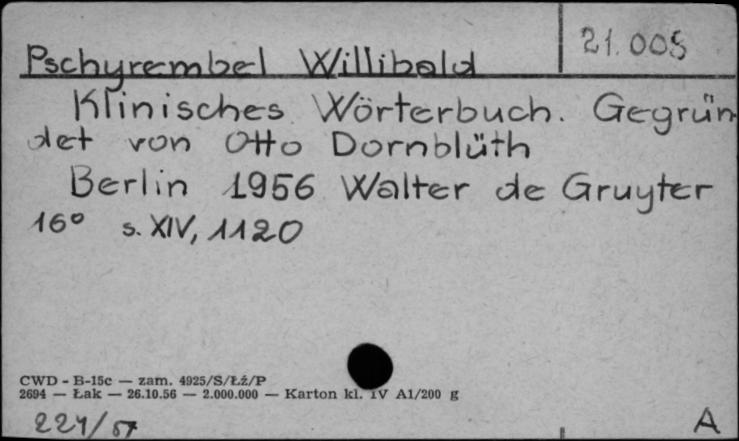 21.005
Pschyrembel Willibald
Klinisches Wörterbuch. Gegrün
det von Otto Dornblüth
Berlin 1956 Walter de Gruyter
16° s. XIV, 1120
CWD - B-15c — zam. 4925/S/Łż/P
2694 — Łak — 26.10.56 — 2.000.000 — Karton kl. IV A1/200 g
224/57
A